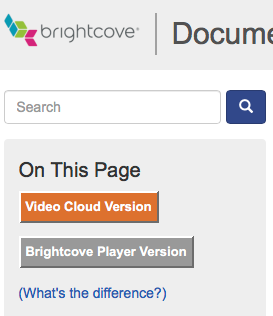 brightcove® | Docume
Search
On This Page
Video Cloud Version
Brightcove Player Version
(What's the difference?)